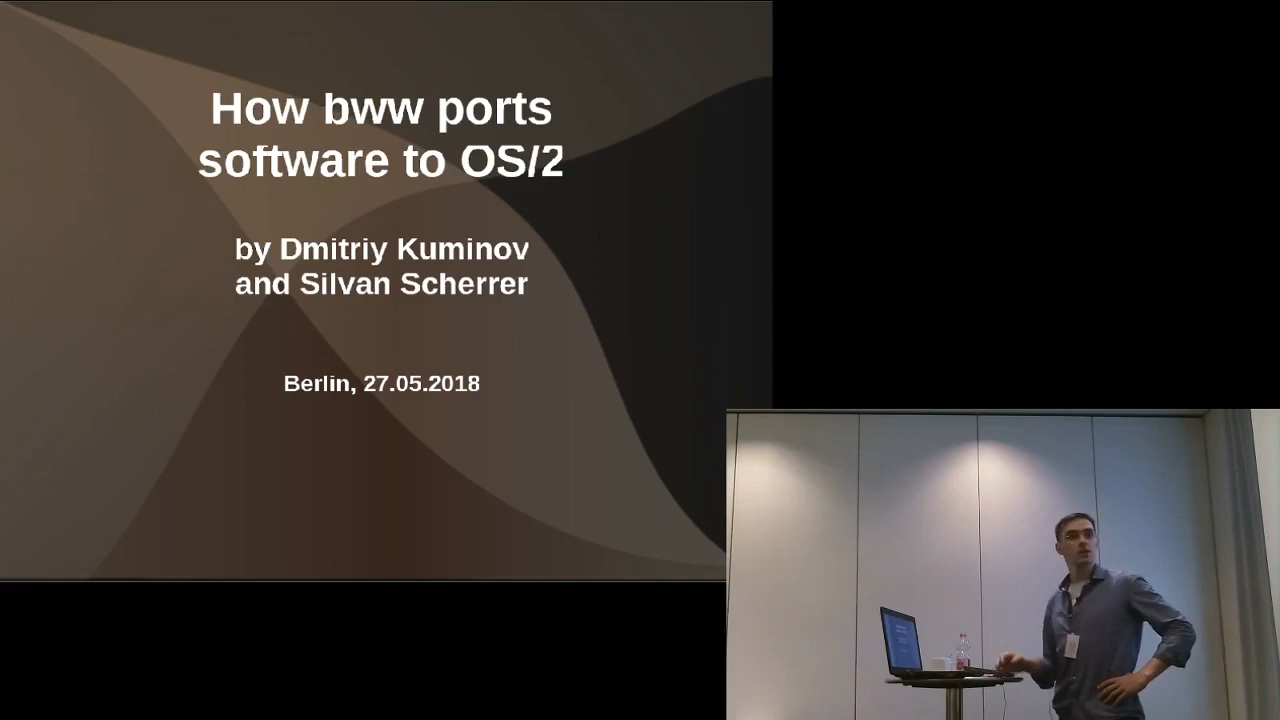 How bww ports
software to OS/2
by Dmitriy Kuminov
and Silvan Scherrer
Berlin, 27.05.2018